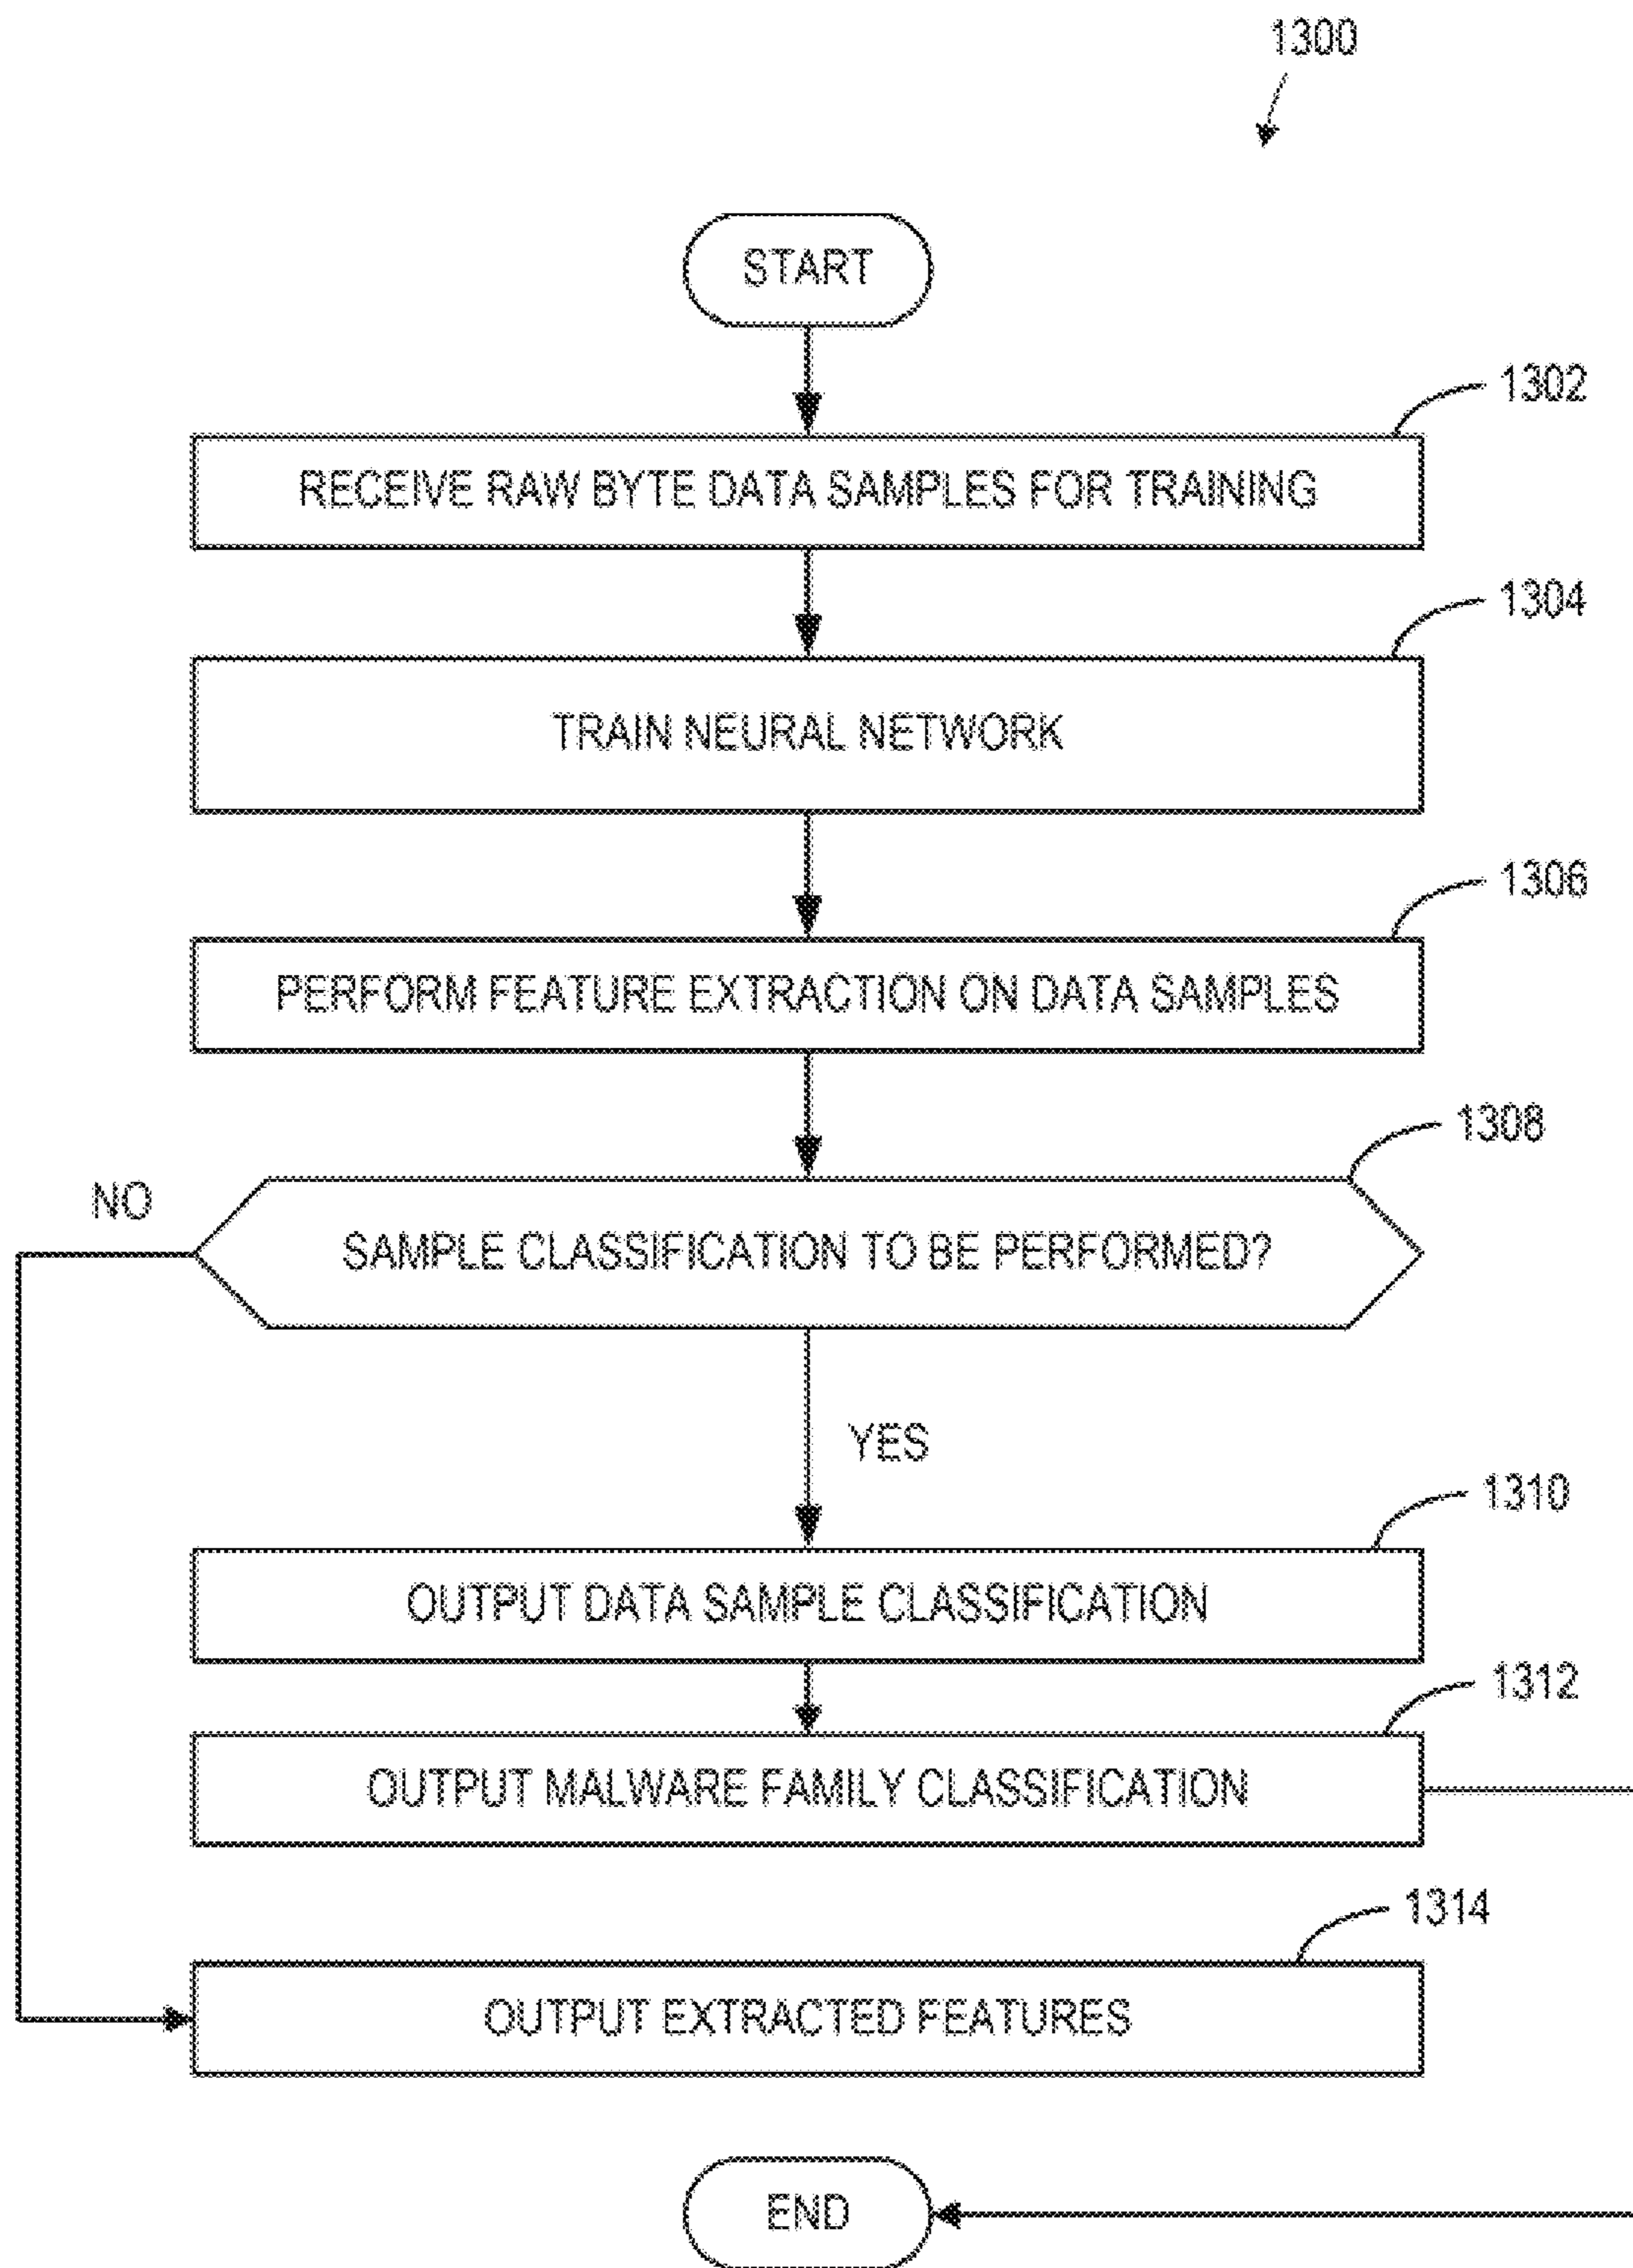 1300
START
1302
RECEIVE RAW BYTE DATA SAMPLES FOR TRAINING
1304
TRAIN NEURAL NETWORK
1306
PERFORM FEATURE EXTRACTION ON DATA SAMPLES
1308
NO
SAMPLE CLASSIFICATION TO BE PERFORMED?
YES
1310
OUTPUT DATA SAMPLE CLASSIFICATION
1312
OUTPUT MALWARE FAMILY CLASSIFICATION
1314
OUTPUT EXTRACTED FEATURES
END